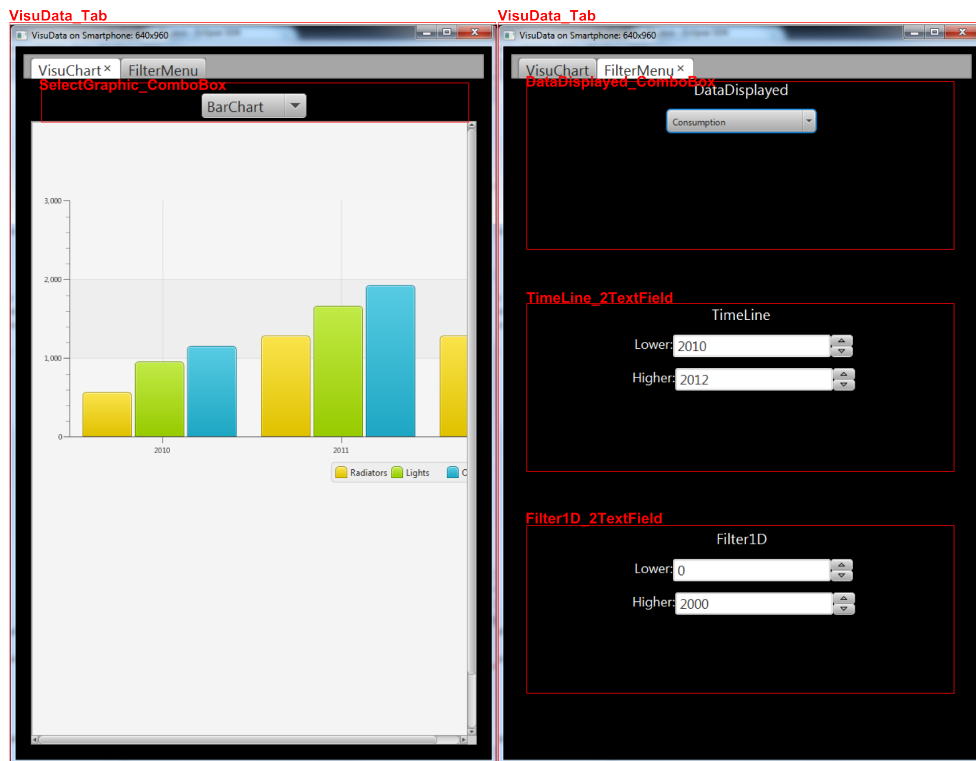 VisuData_Tab
VisuData on Smartphone: 640x960
VisuChart × FilterMenu
SelectGraphic_ComboBox
BarChart
3,000
2,000
1,000
0
2010 2011
Radiators Lights
VisuData_Tab
VisuData on Smartphone: 640x960
VisuChart FilterMenu ×
DataDisplayed_ComboBox
DataDisplayed
Consumption
TimeLine_2TextField
TimeLine
Lower: 2010
Higher: 2012
Filter1D_2TextField
Filter1D
Lower: 0
Higher: 2000